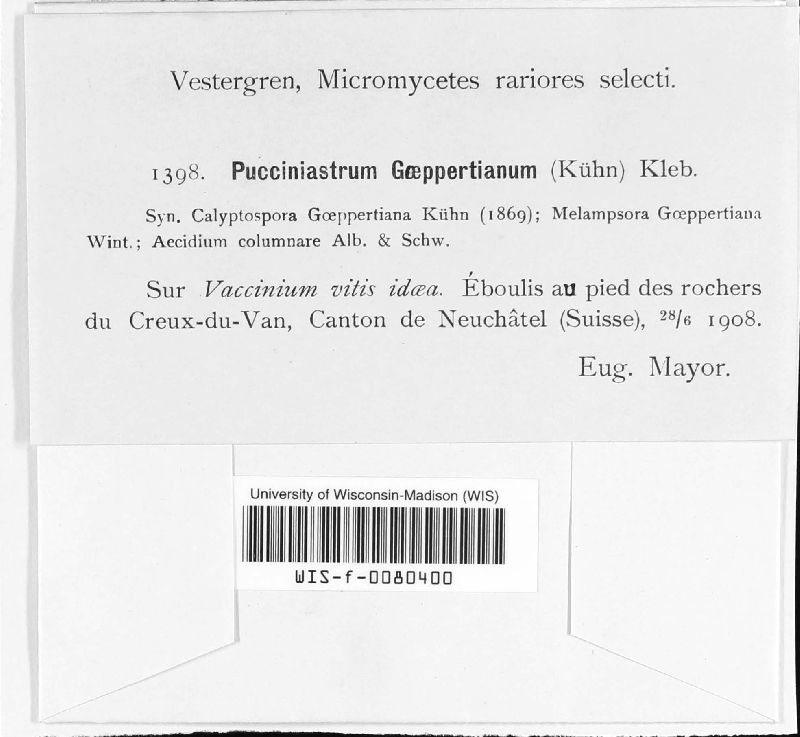 Vestergren, Micromycetes rariores selecti.
1398. Pucciniastrum Gœppertianum (Kühn) Kleb.
Syn. Calyptospora Gœppertiana Kühn (1869); Melampsora Gœppertiana
Wint.; Aecidium columnare Alb. & Schw.
Sur Vaccinium vitis idæa. Éboulis au pied des rochers
du Creux-du-Van, Canton de Neuchâtel (Suisse), 28/6 1908.
Eug. Mayor.
University of Wisconsin-Madison (WIS)
WIS-f-0080400